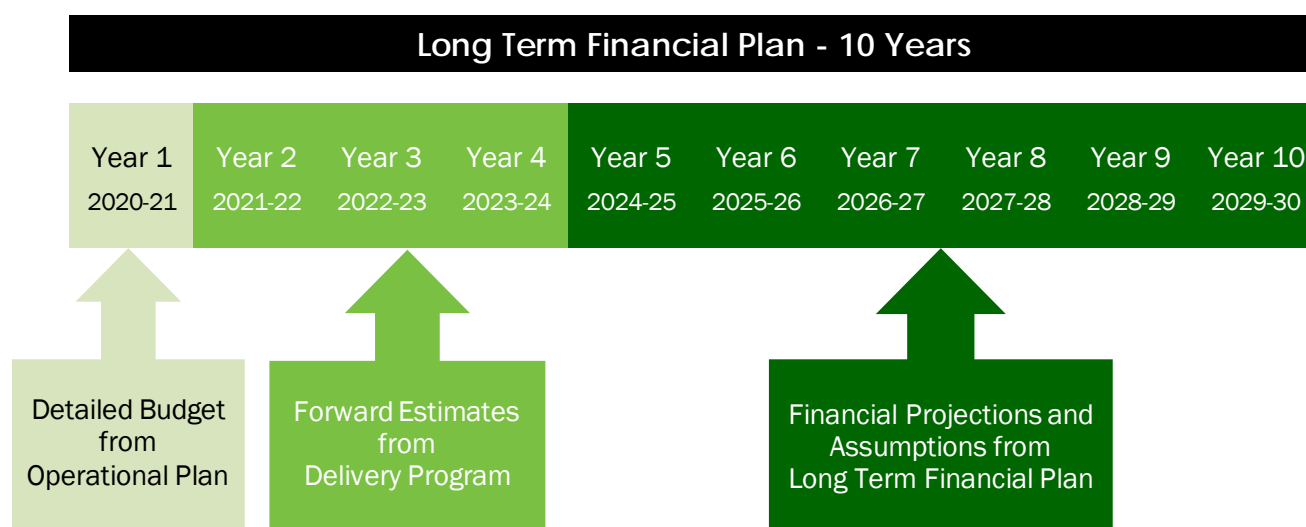 Long Term Financial Plan - 10 Years
Year 1 Year 2 Year 3 Year 4 Year 5 Year 6 Year 7 Year 8 Year 9 Year 10
2020-21 2021-22 2022-23 2023-24 2024-25 2025-26 2026-27 2027-28 2028-29 2029-30
Detailed Budget
from
Operational Plan
Forward Estimates
from
Delivery Program
Financial Projections and
Assumptions from
Long Term Financial Plan